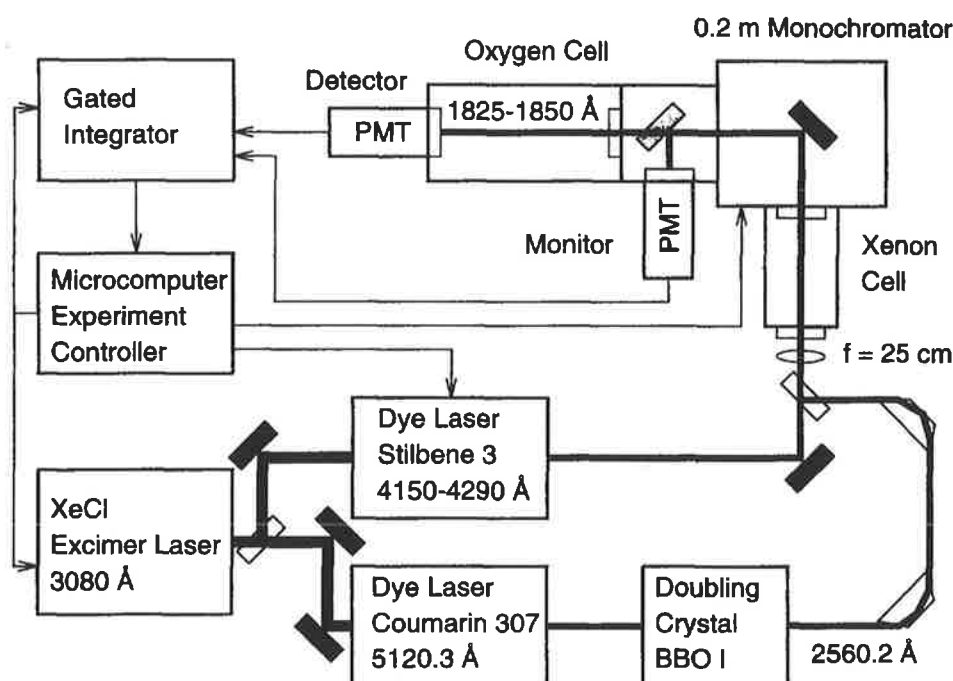 0.2 m Monochromator
Oxygen Cell
Detector
Gated
Integrator
PMT
1825-1850 Å
PMT
Monitor
Xenon
Cell
Microcomputer
Experiment
Controller
f = 25 cm
Dye Laser
Stilbene 3
4150-4290 Å
XeCl
Excimer Laser
3080 Å
Dye Laser
Coumarin 307
5120.3 Å
Doubling
Crystal
BBO I
2560.2 Å